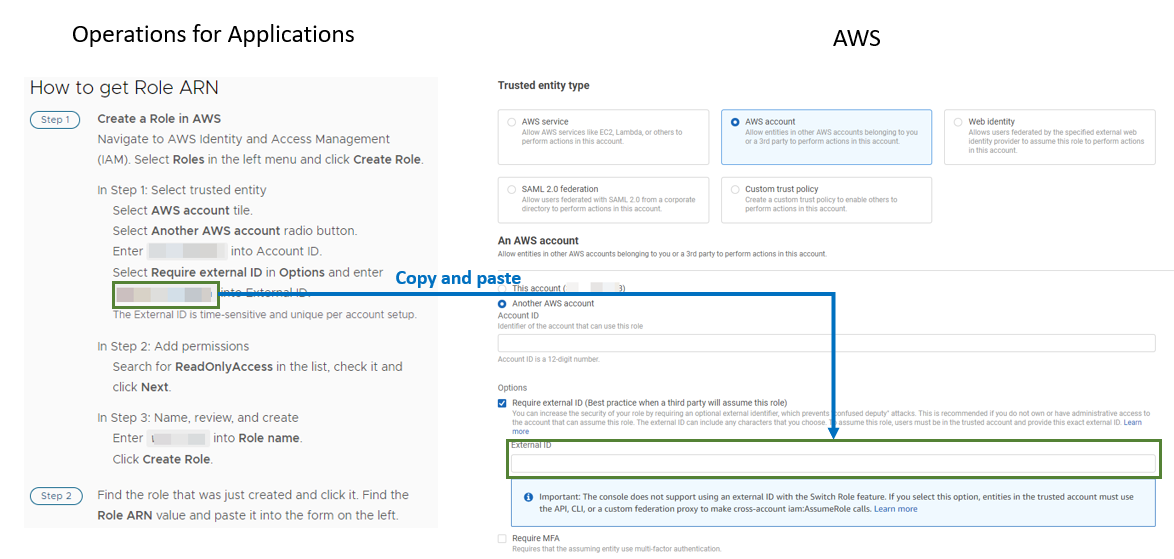 Operations for Applications
AWS
How to get Role ARN
Step 1
Create a Role in AWS
Navigate to AWS Identity and Access Management
(IAM). Select Roles in the left menu and click Create Role.
In Step 1: Select trusted entity
Select AWS account tile.
Select Another AWS account radio button.
Enter into Account ID.
Select Require external ID in Options and enter
into External ID.
The External ID is time-sensitive and unique per account setup.
In Step 2: Add permissions
Search for ReadOnlyAccess in the list, check it and
click Next.
In Step 3: Name, review, and create
Enter into Role name.
Click Create Role.
Step 2
Find the role that was just created and click it. Find the
Role ARN value and paste it into the form on the left.
Copy and paste
Trusted entity type
AWS service
Allow AWS services like EC2, Lambda, or others to
perform actions in this account.
AWS account
Allow entities in other AWS accounts belonging to you
or a 3rd party to perform actions in this account.
Web identity
Allows users federated by the specified external web
identity provider to assume this role to perform actions
in this account.
SAML 2.0 federation
Allow users federated with SAML 2.0 from a corporate
directory to perform actions in this account.
Custom trust policy
Create a custom trust policy to enable others to
perform actions in this account.
An AWS account
Allow entities in other AWS accounts belonging to you or a 3rd party to perform actions in this account.
This account ( 3)
Another AWS account
Account ID
Identifier of the account that can use this role
Account ID is a 12-digit number.
Options
Require external ID (Best practice when a third party will assume this role)
You can increase the security of your role by requiring an optional external identifier, which prevents "confused deputy" attacks. This is recommended if you do not own or have administrative access to
the account that can assume this role. The external ID can include any characters that you choose. To assume this role, users must be in the trusted account and provide this exact external ID. Learn
more
External ID
Important: The console does not support using an external ID with the Switch Role feature. If you select this option, entities in the trusted account must use
the API, CLI, or a custom federation proxy to make cross-account iam:AssumeRole calls. Learn more
Require MFA
Requires that the assuming entity use multi-factor authentication.